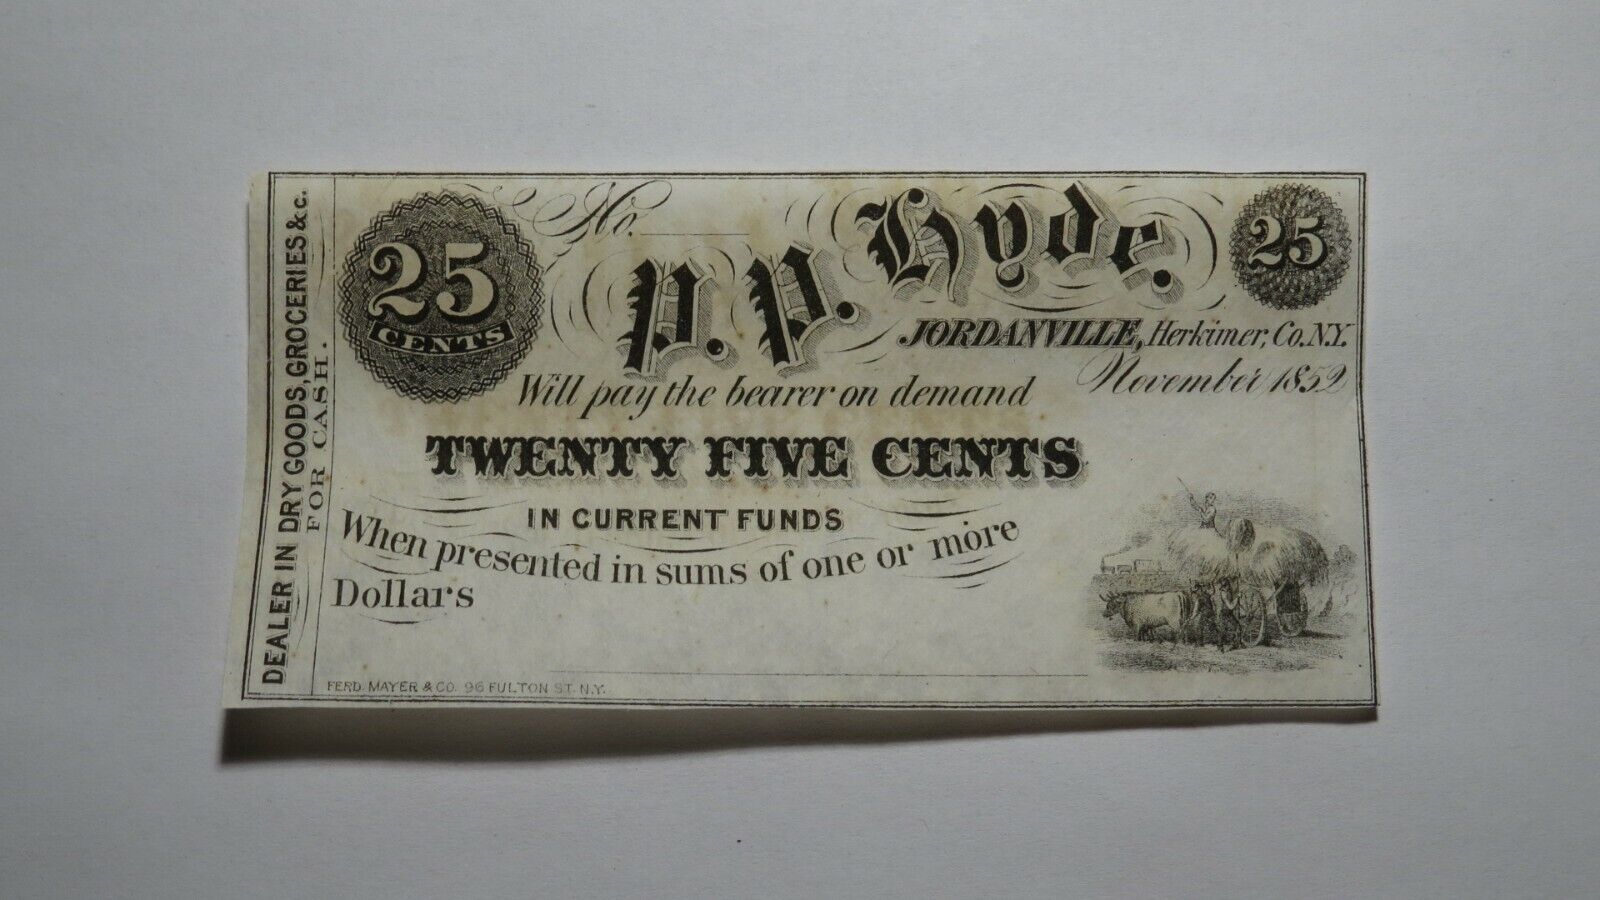 DEALER IN DRY GOODS, GROCERIES & c.
FOR CASH.
25
CENTS
No.
P. P. Hyde.
25
JORDANVILLE, Herkimer, Co. N.Y.
November 1852
Will pay the bearer on demand
TWENTY FIVE CENTS
IN CURRENT FUNDS
When presented in sums of one or more
Dollars
FERD. MAYER & CO. 96 FULTON ST. N.Y.